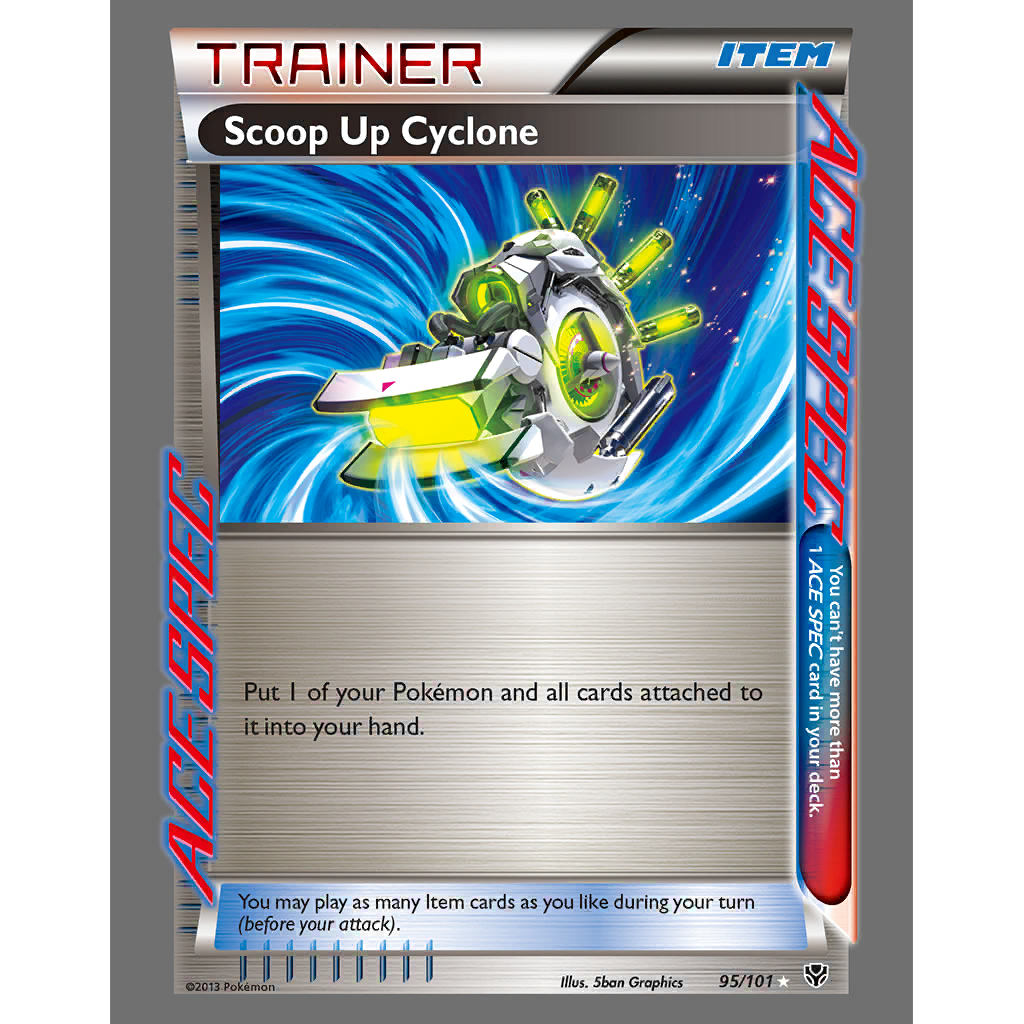 TRAINER
ITEM
Scoop Up Cyclone
ACE SPEC
ACE SPEC
You can't have more than
1 ACE SPEC card in your deck.
Put 1 of your Pokémon and all cards attached to
it into your hand.
You may play as many Item cards as you like during your turn
(before your attack).
©2013 Pokémon
Illus. 5ban Graphics
95/101